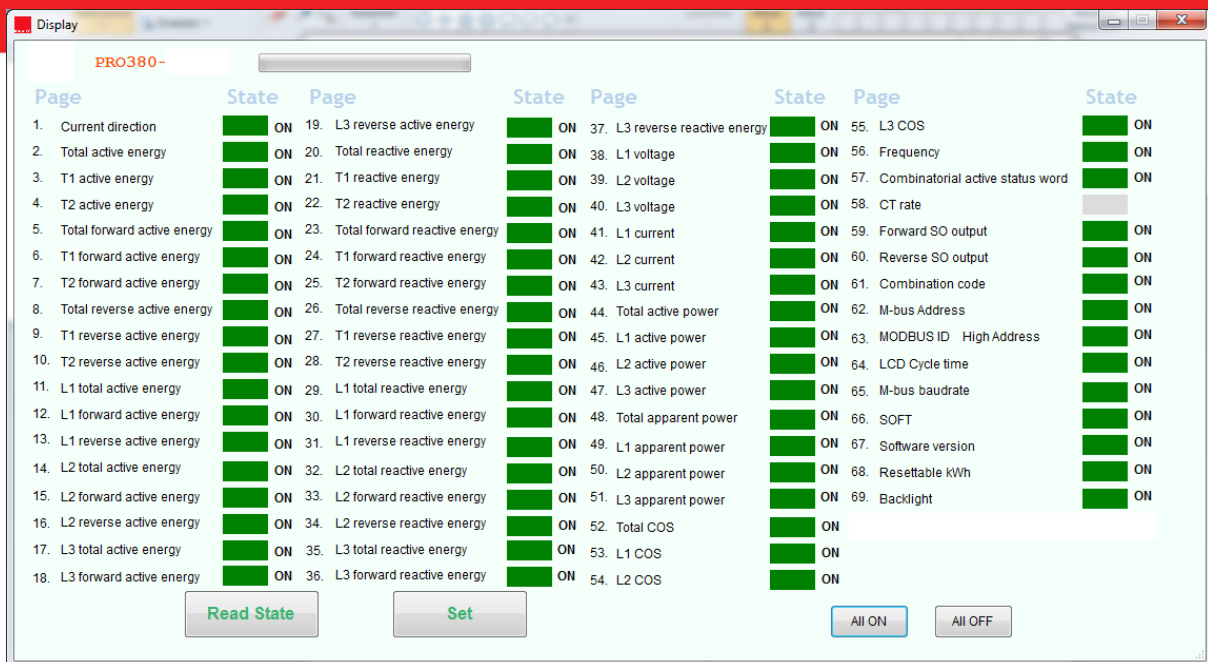 Display
PRO380-
Page State
1. Current direction ON
2. Total active energy ON
3. T1 active energy ON
4. T2 active energy ON
5. Total forward active energy ON
6. T1 forward active energy ON
7. T2 forward active energy ON
8. Total reverse active energy ON
9. T1 reverse active energy ON
10. T2 reverse active energy ON
11. L1 total active energy ON
12. L1 forward active energy ON
13. L1 reverse active energy ON
14. L2 total active energy ON
15. L2 forward active energy ON
16. L2 reverse active energy ON
17. L3 total active energy ON
18. L3 forward active energy ON
Page State
19. L3 reverse active energy ON
20. Total reactive energy ON
21. T1 reactive energy ON
22. T2 reactive energy ON
23. Total forward reactive energy ON
24. T1 forward reactive energy ON
25. T2 forward reactive energy ON
26. Total reverse reactive energy ON
27. T1 reverse reactive energy ON
28. T2 reverse reactive energy ON
29. L1 total reactive energy ON
30. L1 forward reactive energy ON
31. L1 reverse reactive energy ON
32. L2 total reactive energy ON
33. L2 forward reactive energy ON
34. L2 reverse reactive energy ON
35. L3 total reactive energy ON
36. L3 forward reactive energy ON
Page State
37. L3 reverse reactive energy ON
38. L1 voltage ON
39. L2 voltage ON
40. L3 voltage ON
41. L1 current ON
42. L2 current ON
43. L3 current ON
44. Total active power ON
45. L1 active power ON
46. L2 active power ON
47. L3 active power ON
48. Total apparent power ON
49. L1 apparent power ON
50. L2 apparent power ON
51. L3 apparent power ON
52. Total COS ON
53. L1 COS ON
54. L2 COS ON
Page State
55. L3 COS ON
56. Frequency ON
57. Combinatorial active status word ON
58. CT rate
59. Forward SO output ON
60. Reverse SO output ON
61. Combination code ON
62. M-bus Address ON
63. MODBUS ID High Address ON
64. LCD Cycle time ON
65. M-bus baudrate ON
66. SOFT ON
67. Software version ON
68. Resettable kWh ON
69. Backlight ON
Read State
Set
All ON
All OFF